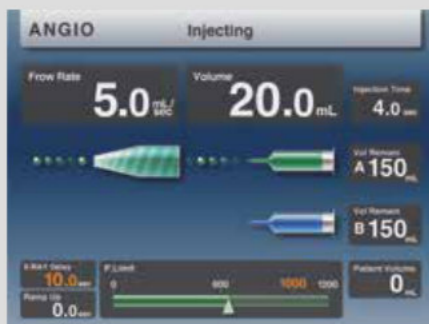 ANGIO Injecting
Frow Rate
5.0 mL/sec
Volume
20.0 mL
Injection Time
4.0 sec
Vol Remain
A 150 mL
Vol Remain
B 150 mL
X-RAY Delay
10.0 sec
Rame Up
0.0 sec
P.Limit
0 600 1000 1200
Patient Volume
0 mL